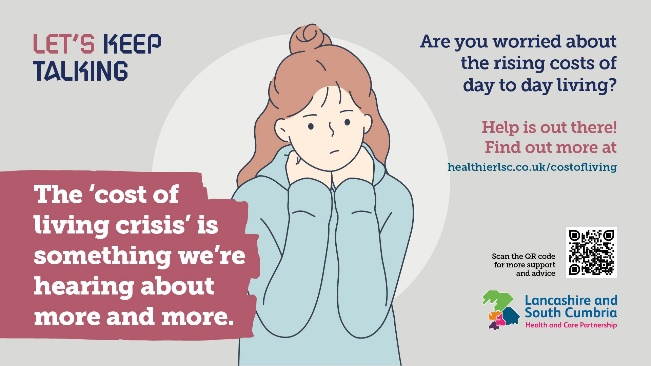 LET'S KEEP
TALKING
Are you worried about
the rising costs of
day to day living?
Help is out there!
Find out more at
healthierlsc.co.uk/costofliving
The ‘cost of
living crisis’ is
something we’re
hearing about
more and more.
Scan the QR code
for more support
and advice
Lancashire and
South Cumbria
Health and Care Partnership